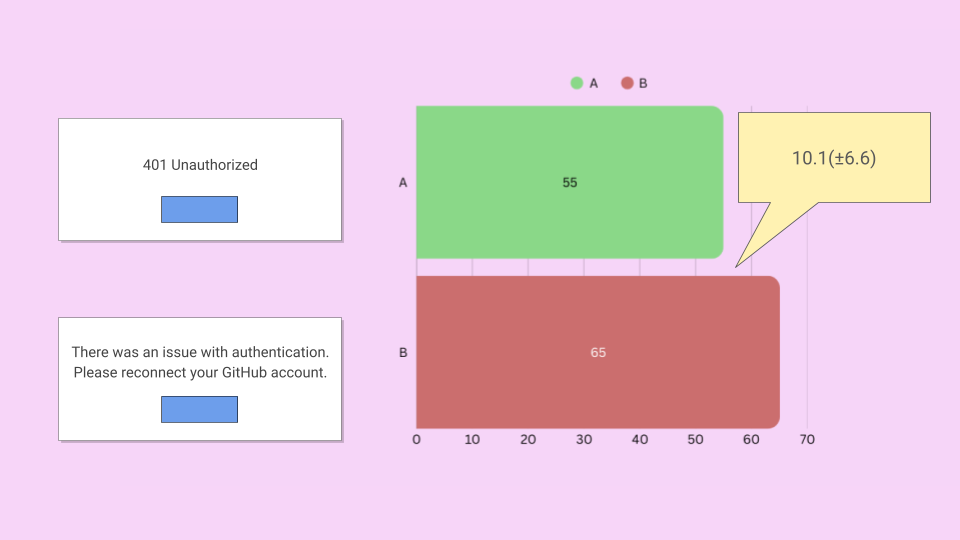 401 Unauthorized
There was an issue with authentication.
Please reconnect your GitHub account.
A B
A
55
10.1(±6.6)
B
65
0 10 20 30 40 50 60 70